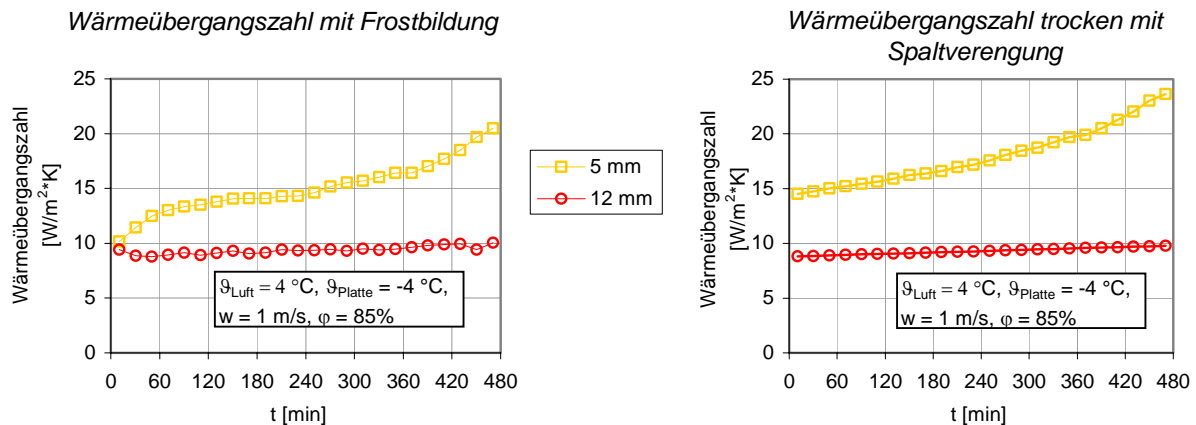 Wärmeübergangszahl mit Frostbildung
Wärmeübergangszahl
[W/m²*K]
25
20
15
10
5
0
ϑLuft = 4 °C, ϑPlatte = -4 °C,
w = 1 m/s, φ = 85%
0 60 120 180 240 300 360 420 480
t [min]
5 mm
12 mm
Wärmeübergangszahl trocken mit
Spaltverengung
Wärmeübergangszahl
[W/m²*K]
25
20
15
10
5
0
ϑLuft = 4 °C, ϑPlatte = -4 °C,
w = 1 m/s, φ = 85%
0 60 120 180 240 300 360 420 480
t [min]